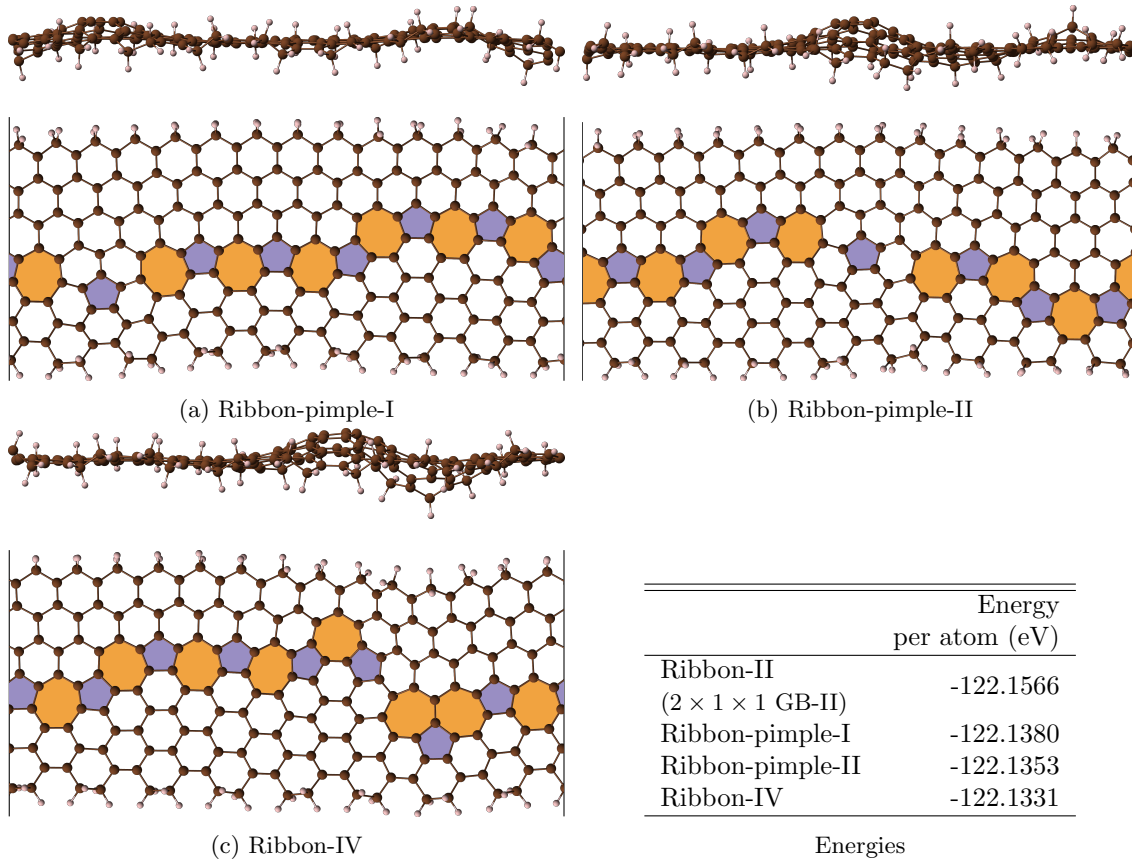 (a) Ribbon-pimple-I
(b) Ribbon-pimple-II
(c) Ribbon-IV
Energy
per atom (eV)
Ribbon-II
(2 × 1 × 1 GB-II)
-122.1566
Ribbon-pimple-I -122.1380
Ribbon-pimple-II -122.1353
Ribbon-IV -122.1331
Energies